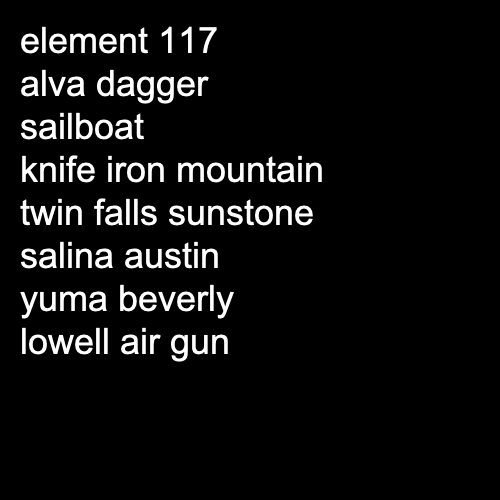 element 117
alva dagger
sailboat
knife iron mountain
twin falls sunstone
salina austin
yuma beverly
lowell air gun